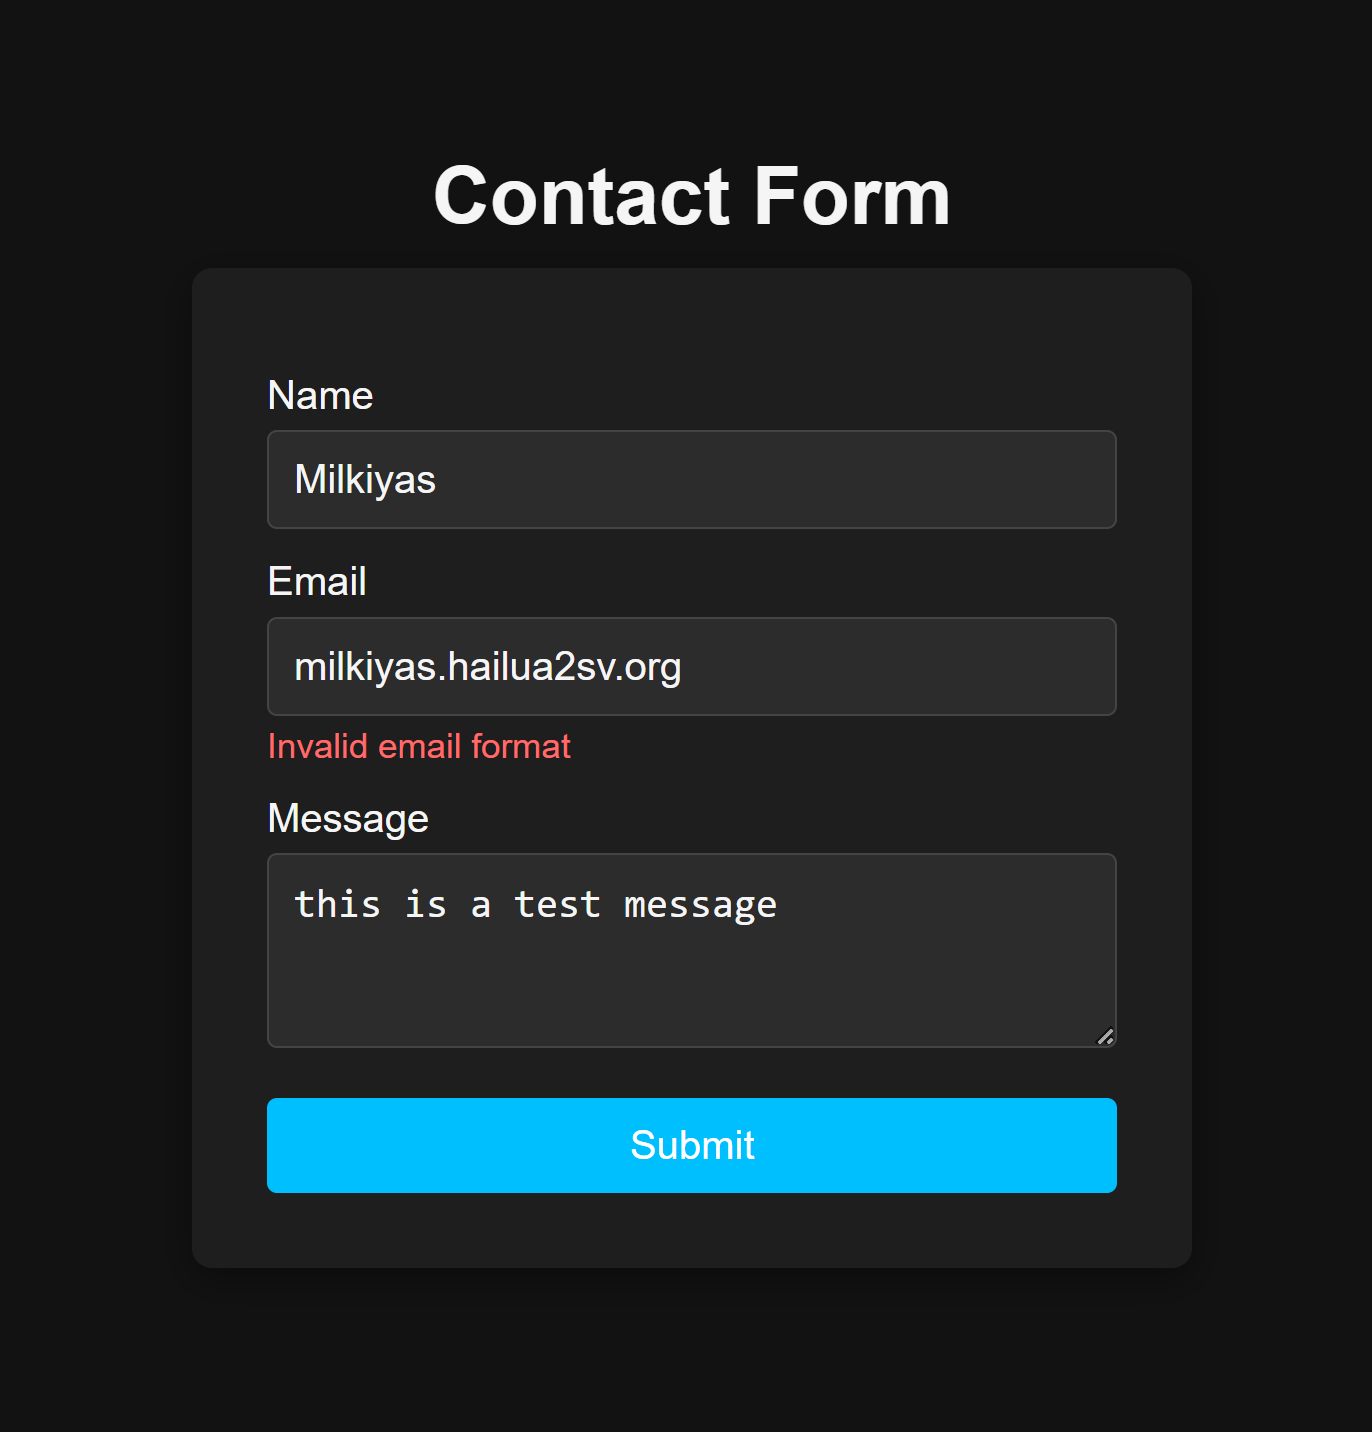 Contact Form
Name
Milkiyas
Email
milkiyas.hailua2sv.org
Invalid email format
Message
this is a test message
Submit